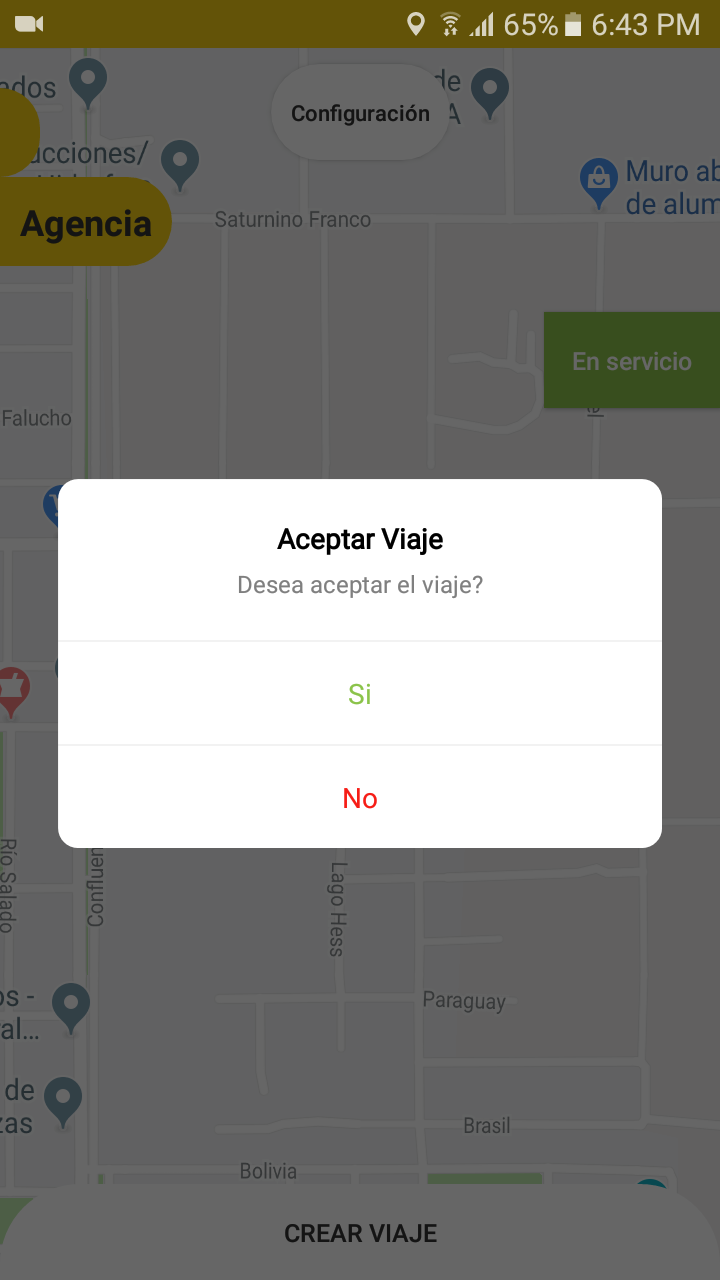 65% 6:43 PM
ados
de
Configuración
A
ucciones/
Muro ab
de alum
Saturnino Franco
Agencia
En servicio
Falucho
Aceptar Viaje
Desea aceptar el viaje?
Si
No
Río Salado
Confluen
Lago Hess
os -
al...
Paraguay
de
zas
Brasil
Bolivia
CREAR VIAJE